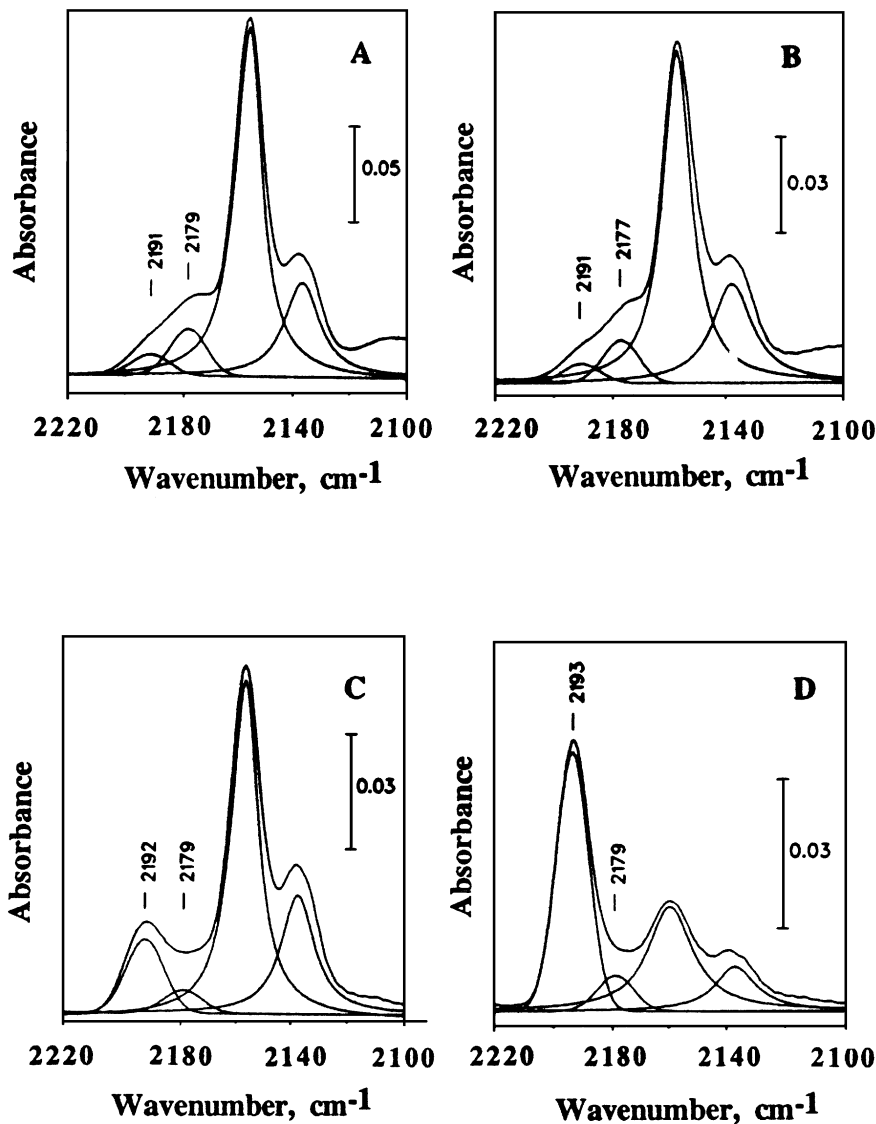 A
Absorbance
0.05
– 2191
– 2179
2220 2180 2140 2100
Wavenumber, cm-1
B
Absorbance
0.03
– 2191
– 2177
2220 2180 2140 2100
Wavenumber, cm-1
C
Absorbance
0.03
– 2192
– 2179
2220 2180 2140 2100
Wavenumber, cm-1
D
Absorbance
0.03
– 2193
– 2179
2220 2180 2140 2100
Wavenumber, cm-1